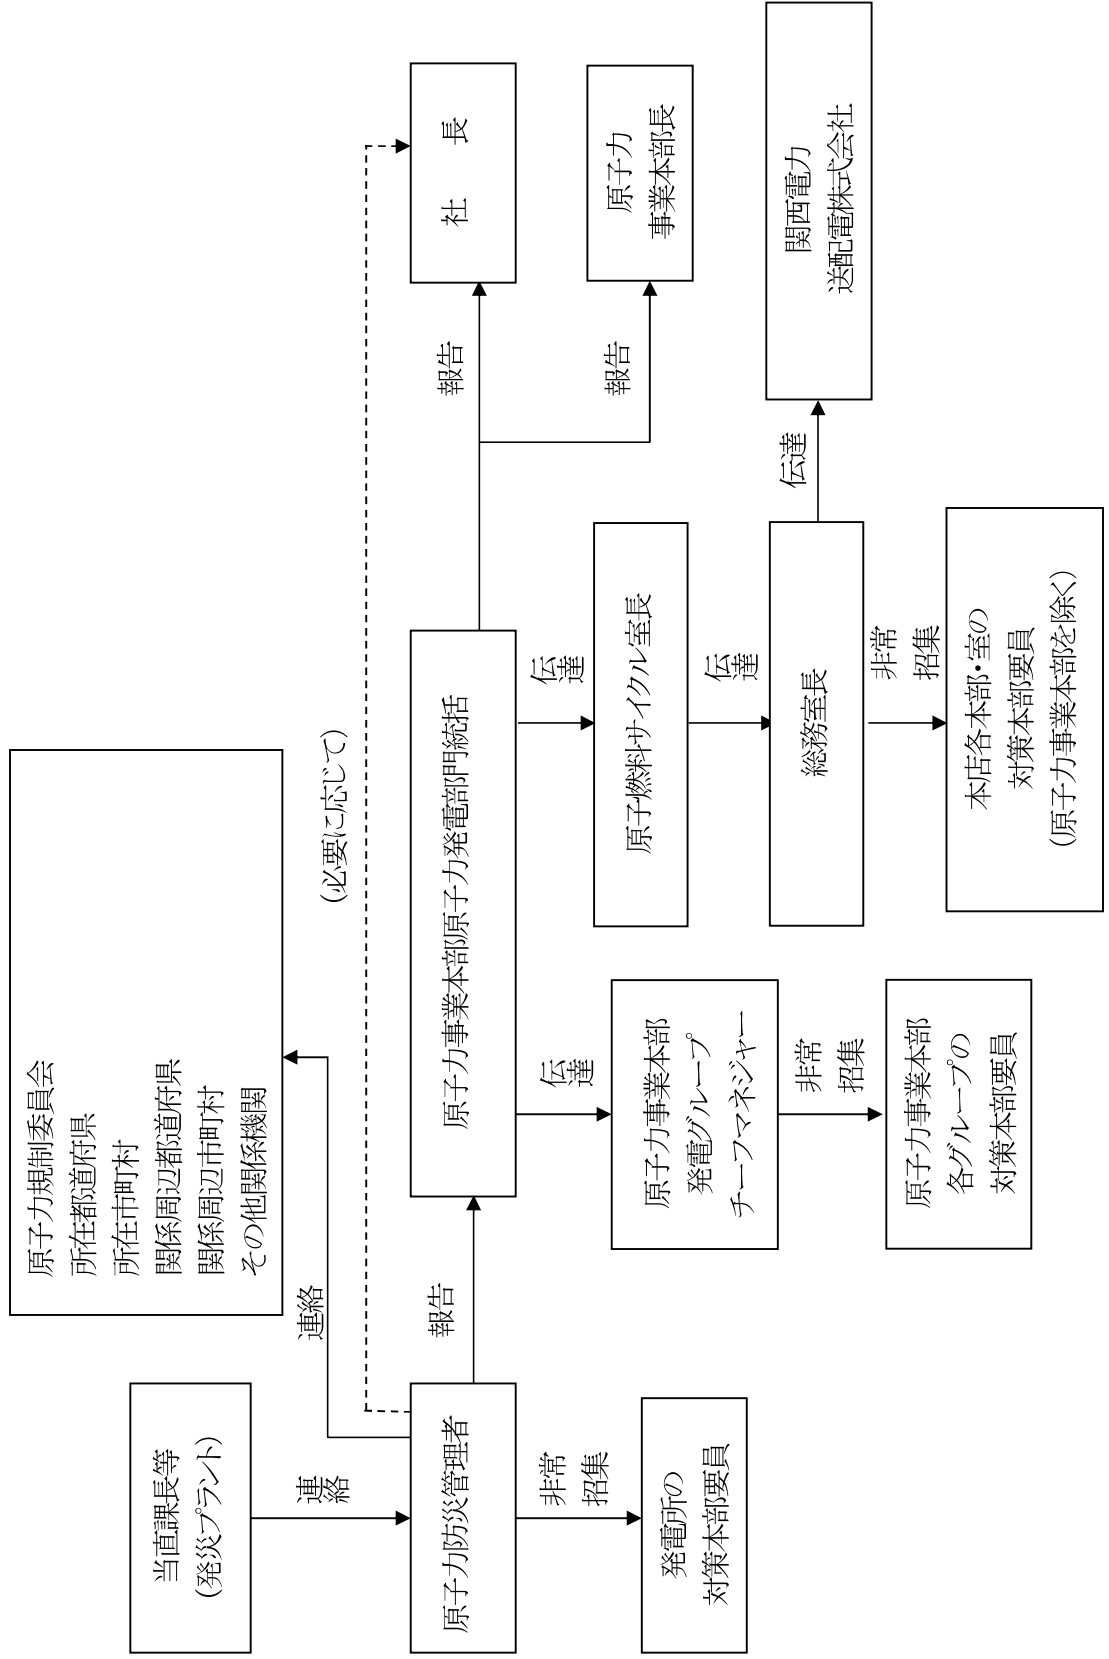 原子力規制委員会
所在都道府県
所在市町村
関係周辺都道府県
関係周辺市町村
その他関係機関
当直課長等
(発災プラント)
連絡
連絡
(必要に応じて)
原子力防災管理者
報告
原子力事業本部原子力発電部門統括
報告
社　長
報告
原子力
事業本部長
非常
招集
発電所の
対策本部要員
伝達
原子力事業本部
発電グループ
チーフマネジャー
非常
招集
原子力事業本部
各グループの
対策本部要員
伝達
原子燃料サイクル室長
伝達
総務室長
伝達
関西電力
送配電株式会社
非常
招集
本店各本部・室の
対策本部要員
(原子力事業本部を除く)